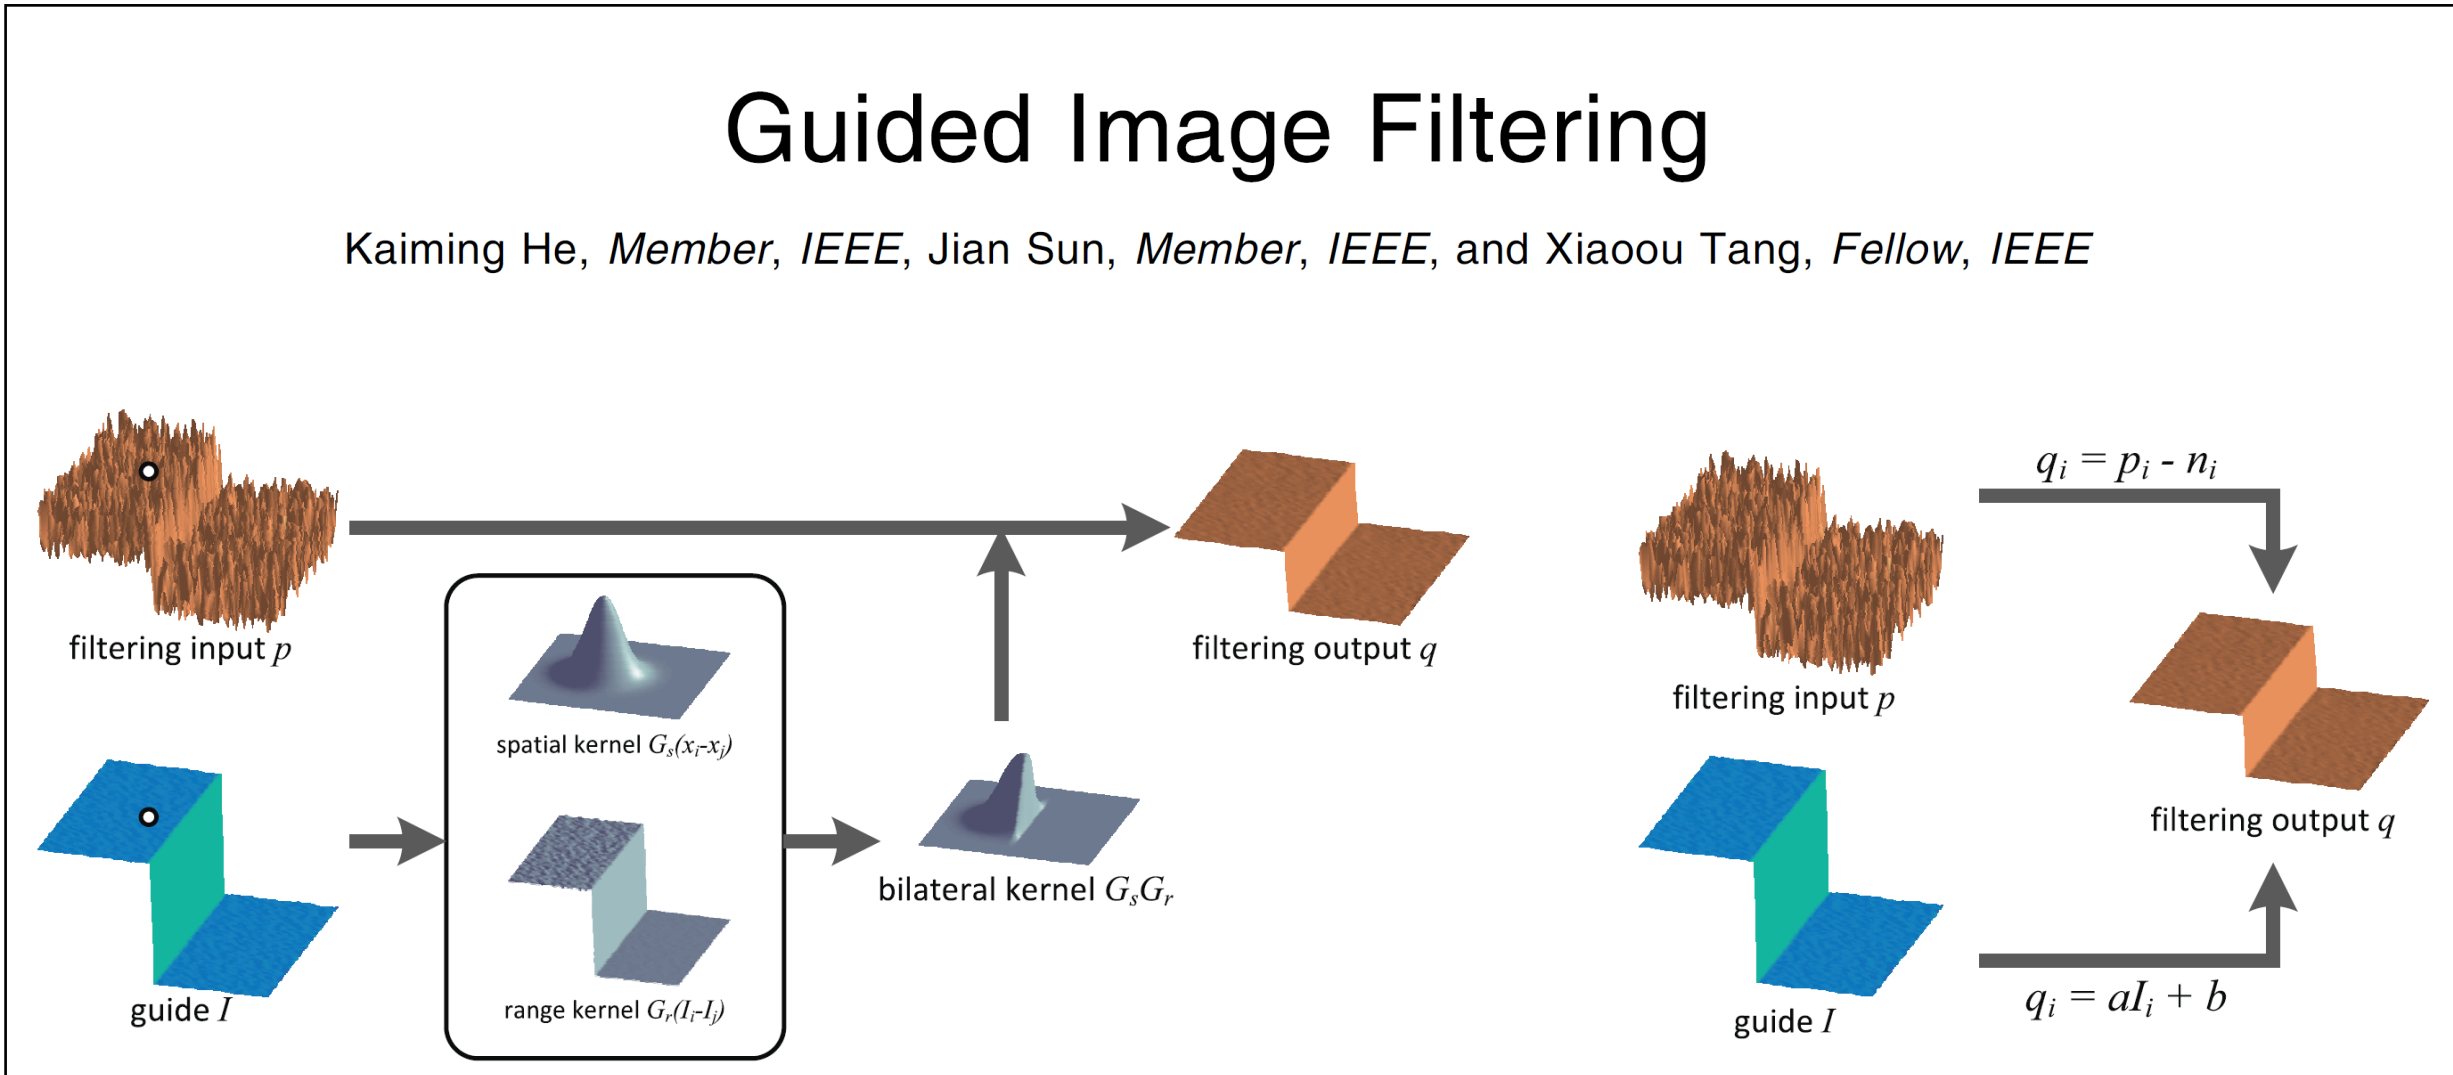 Guided Image Filtering
Kaiming He, Member, IEEE, Jian Sun, Member, IEEE, and Xiaoou Tang, Fellow, IEEE
filtering input p
guide I
spatial kernel Gₛ(xᵢ-xⱼ)
range kernel Gᵣ(Iᵢ-Iⱼ)
bilateral kernel GₛGᵣ
filtering output q
filtering input p
guide I
qᵢ = pᵢ - nᵢ
filtering output q
qᵢ = aIᵢ + b